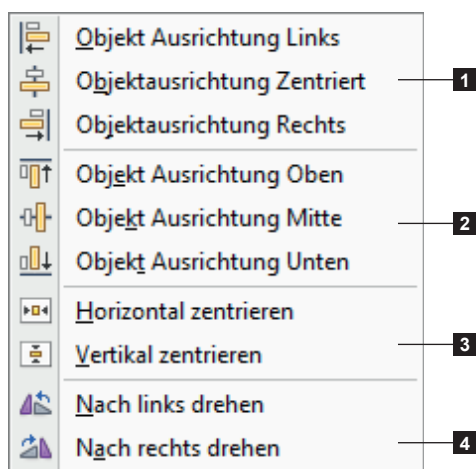 Objekt Ausrichtung Links
Objektausrichtung Zentriert 1
Objektausrichtung Rechts
Objekt Ausrichtung Oben
Objekt Ausrichtung Mitte 2
Objekt Ausrichtung Unten
Horizontal zentrieren
Vertikal zentrieren 3
Nach links drehen
Nach rechts drehen 4